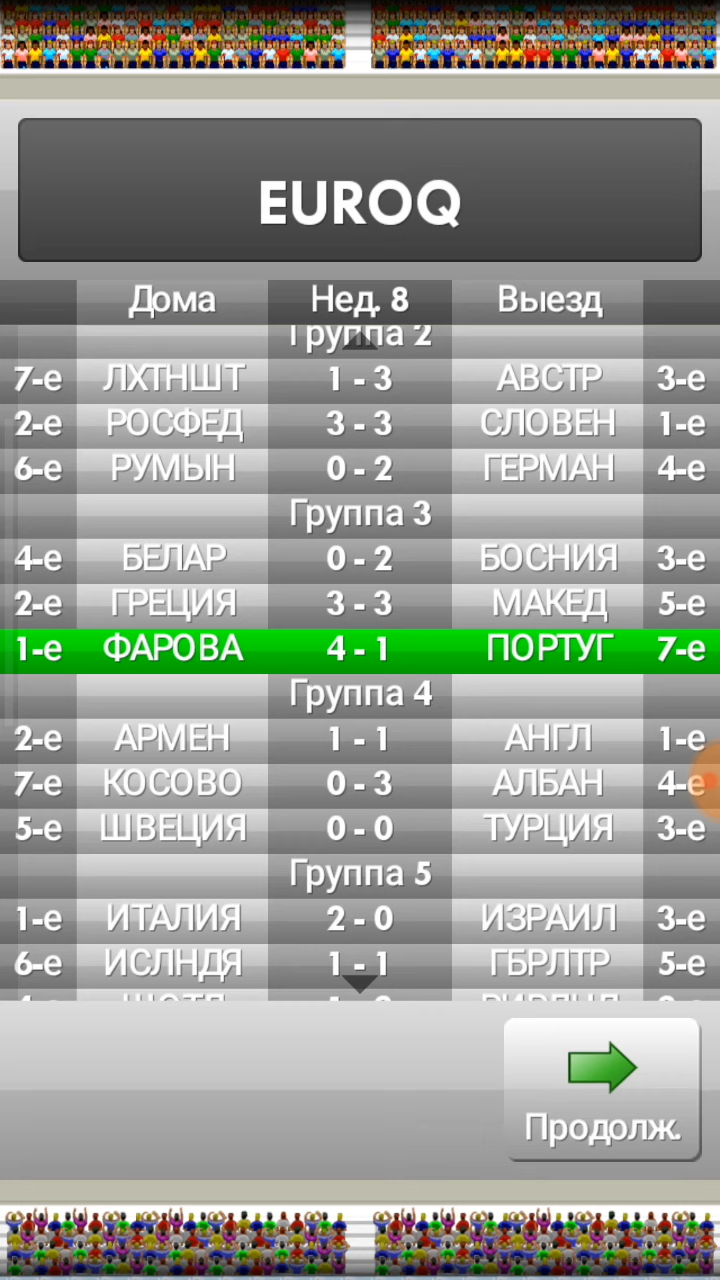 EUROQ
Дома Нед. 8 Выезд
Группа 2
7-е ЛХТНШТ 1 - 3 АВСТР 3-е
2-е РОСФЕД 3 - 3 СЛОВЕН 1-е
6-е РУМЫН 0 - 2 ГЕРМАН 4-е
Группа 3
4-е БЕЛАР 0 - 2 БОСНИЯ 3-е
2-е ГРЕЦИЯ 3 - 3 МАКЕД 5-е
1-е ФАРОВА 4 - 1 ПОРТУГ 7-е
Группа 4
2-е АРМЕН 1 - 1 АНГЛ 1-е
7-е КОСОВО 0 - 3 АЛБАН 4-е
5-е ШВЕЦИЯ 0 - 0 ТУРЦИЯ 3-е
Группа 5
1-е ИТАЛИЯ 2 - 0 ИЗРАИЛ 3-е
6-е ИСЛНДЯ 1 - 1 ГБРЛТР 5-е
Продолж.